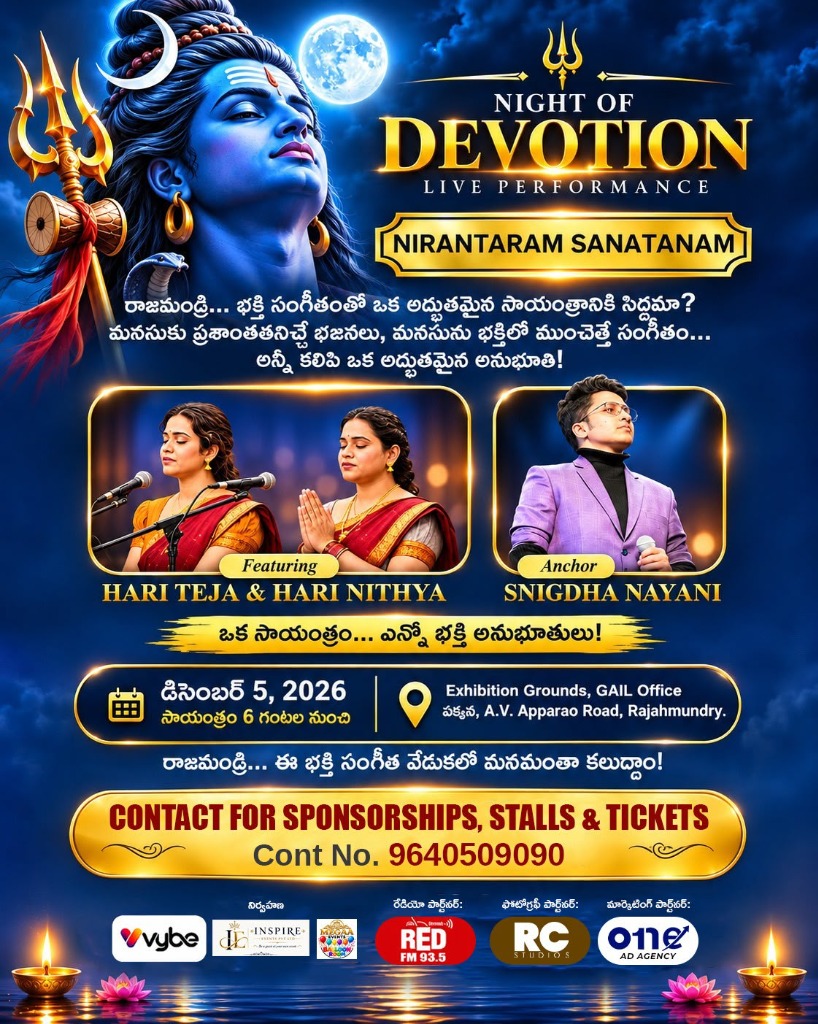 NIGHT OF
DEVOTION
LIVE PERFORMANCE
NIRANTARAM SANATANAM
రాజమండ్రి... భక్తి సంగీతంతో ఒక అద్భుతమైన సాయంత్రానికి సిద్ధమా?
మనసుకు ప్రశాంతతనిచ్చే భజనలు, మనసును భక్తిలో ముంచెత్తే సంగీతం...
అన్నీ కలిపి ఒక అద్భుతమైన అనుభూతి!
Featuring
HARI TEJA & HARI NITHYA
Anchor
SNIGDHA NAYANI
ఒక సాయంత్రం... ఎన్నో భక్తి అనుభూతులు!
డిసెంబర్ 5, 2026
సాయంత్రం 6 గంటల నుంచి
Exhibition Grounds, GAIL Office
పక్కన, A.V. Apparao Road, Rajahmundry.
రాజమండ్రి... ఈ భక్తి సంగీత వేడుకలో మనమంతా కలుద్దాం!
CONTACT FOR SPONSORSHIPS, STALLS & TICKETS
Cont No. 9640509090
నిర్వహణ
vybe
INSPIRE
MEGAA
EVENTS
BALLOON
రేడియో పార్ట్‌నర్:
RED
FM 93.5
ఫోటోగ్రఫీ పార్ట్‌నర్:
RC
STUDIOS
మార్కెటింగ్ పార్ట్‌నర్:
one
AD AGENCY